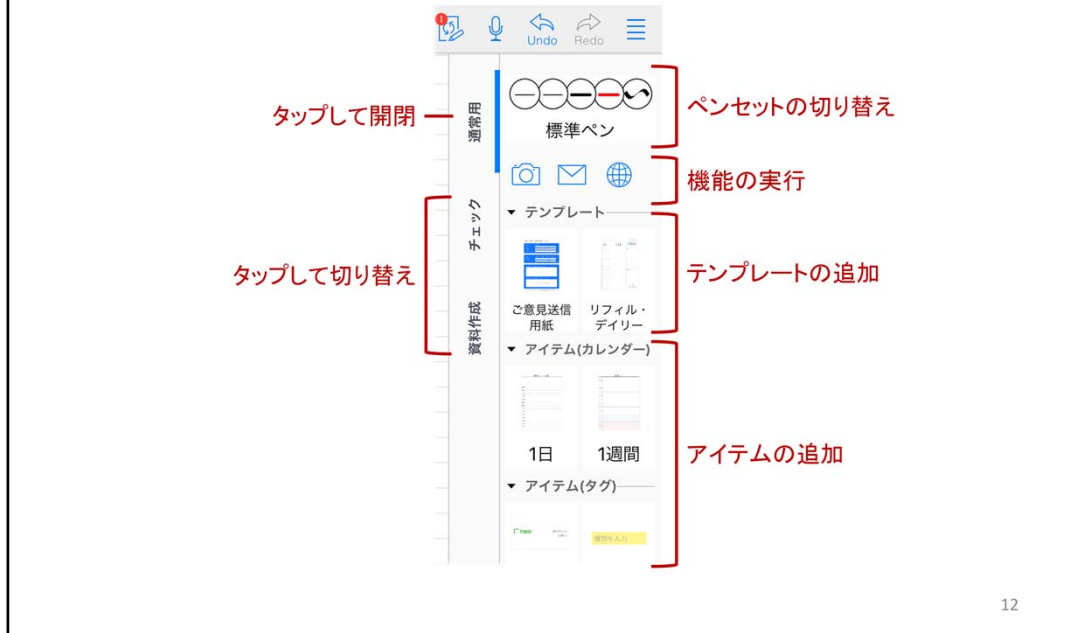 Undo
Redo
タップして開閉
通常用
標準ペン
ペンセットの切り替え
機能の実行
チェック
テンプレート
タップして切り替え
テンプレートの追加
ご意見送信
用紙
リフィル・
デイリー
資料作成
アイテム(カレンダー)
1日
1週間
アイテムの追加
アイテム(タグ)
種別を入力
12